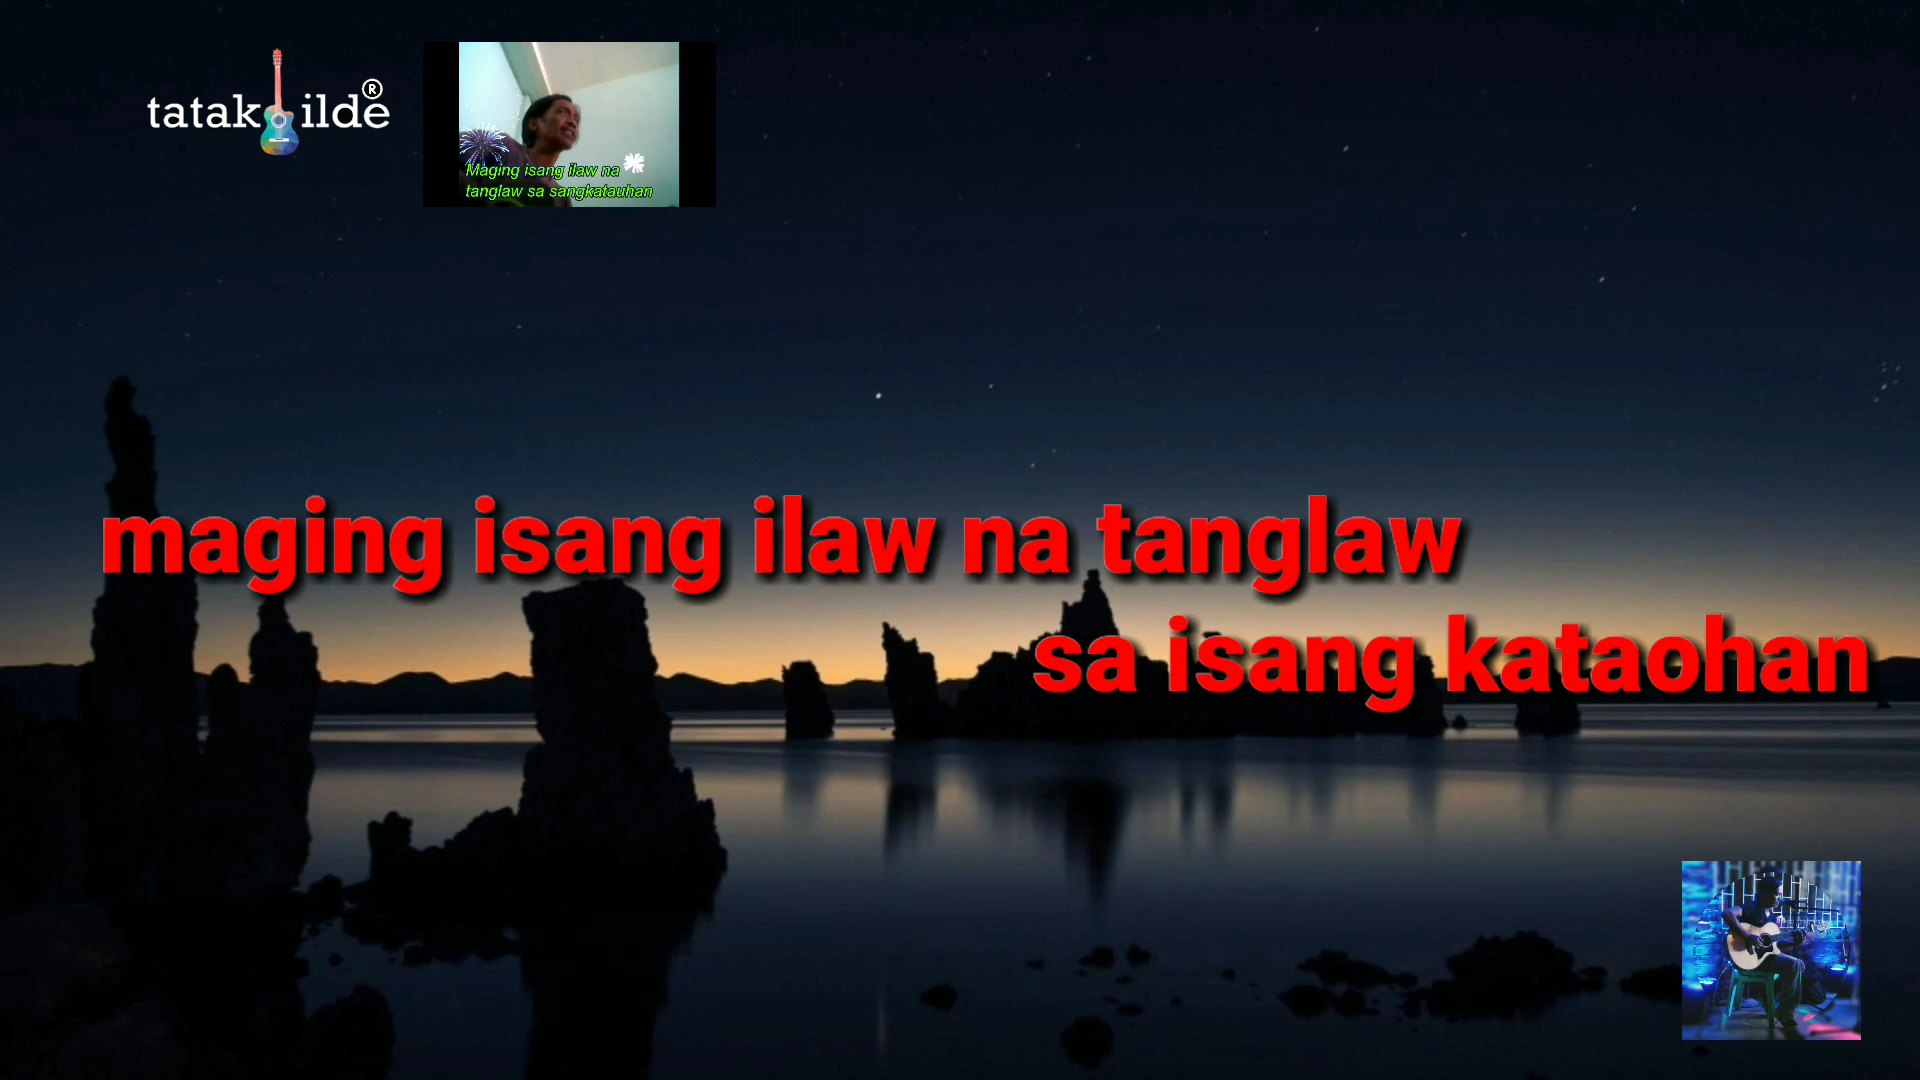 tatak ilde®
Maging isang ilaw na
tanglaw sa sangkatauhan
maging isang ilaw na tanglaw
sa isang kataohan